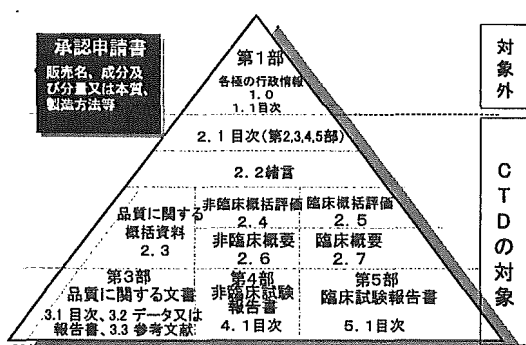 承認申請書
販売名、成分及
び分量又は本質、
製造方法等
第1部
各極の行政情報
1.0
1.1目次
対象外
2.1目次(第2,3,4,5部)
2.2緒言
CTDの対象
品質に関する
概括資料
2.3
非臨床概括評価
2.4
臨床概括評価
2.5
非臨床概要
2.6
臨床概要
2.7
第3部
品質に関する文書
3.1目次、3.2データ又は
報告書、3.3参考文献
第4部
非臨床試験
報告書
4.1目次
第5部
臨床試験報告書
5.1目次